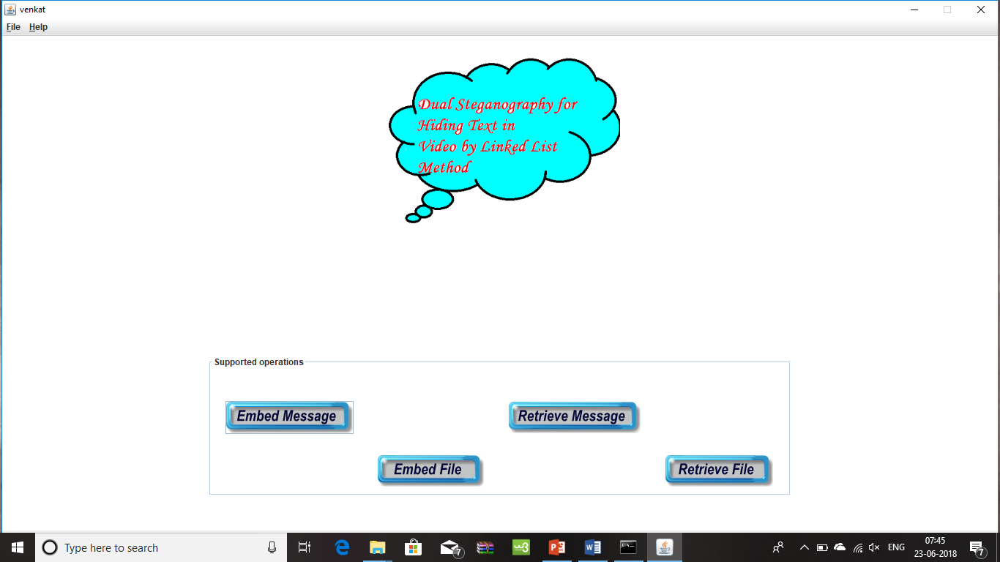 venkat
File Help
Dual Steganography for
Hiding Text in
Video by Linked List
Method
Supported operations
Embed Message
Retrieve Message
Embed File
Retrieve File
Type here to search
7
w3
ENG
07:45
23-06-2018
7